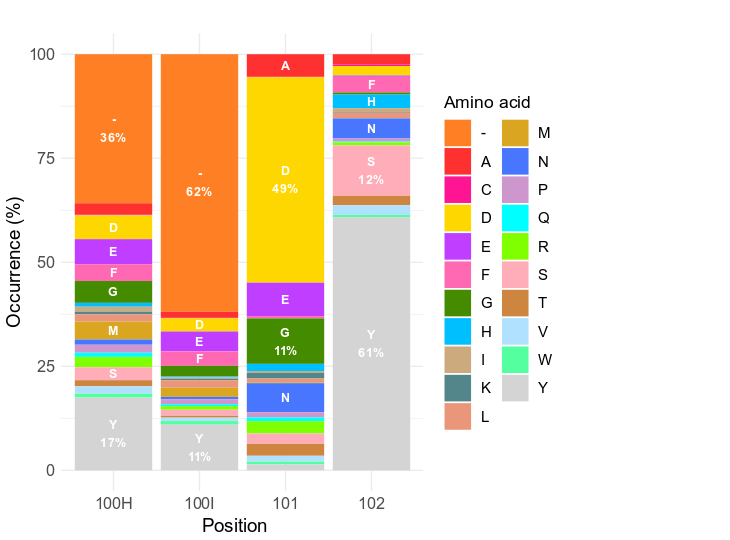 Occurrence (%)
100
75
50
25
0
-
36%
D
E
F
G
M
S
Y
17%
-
62%
D
E
F
Y
11%
A
D
49%
E
G
11%
N
F
H
N
S
12%
Y
61%
100H 100I 101 102
Position
Amino acid
- M
A N
C P
D Q
E R
F S
G T
H V
I W
K Y
L